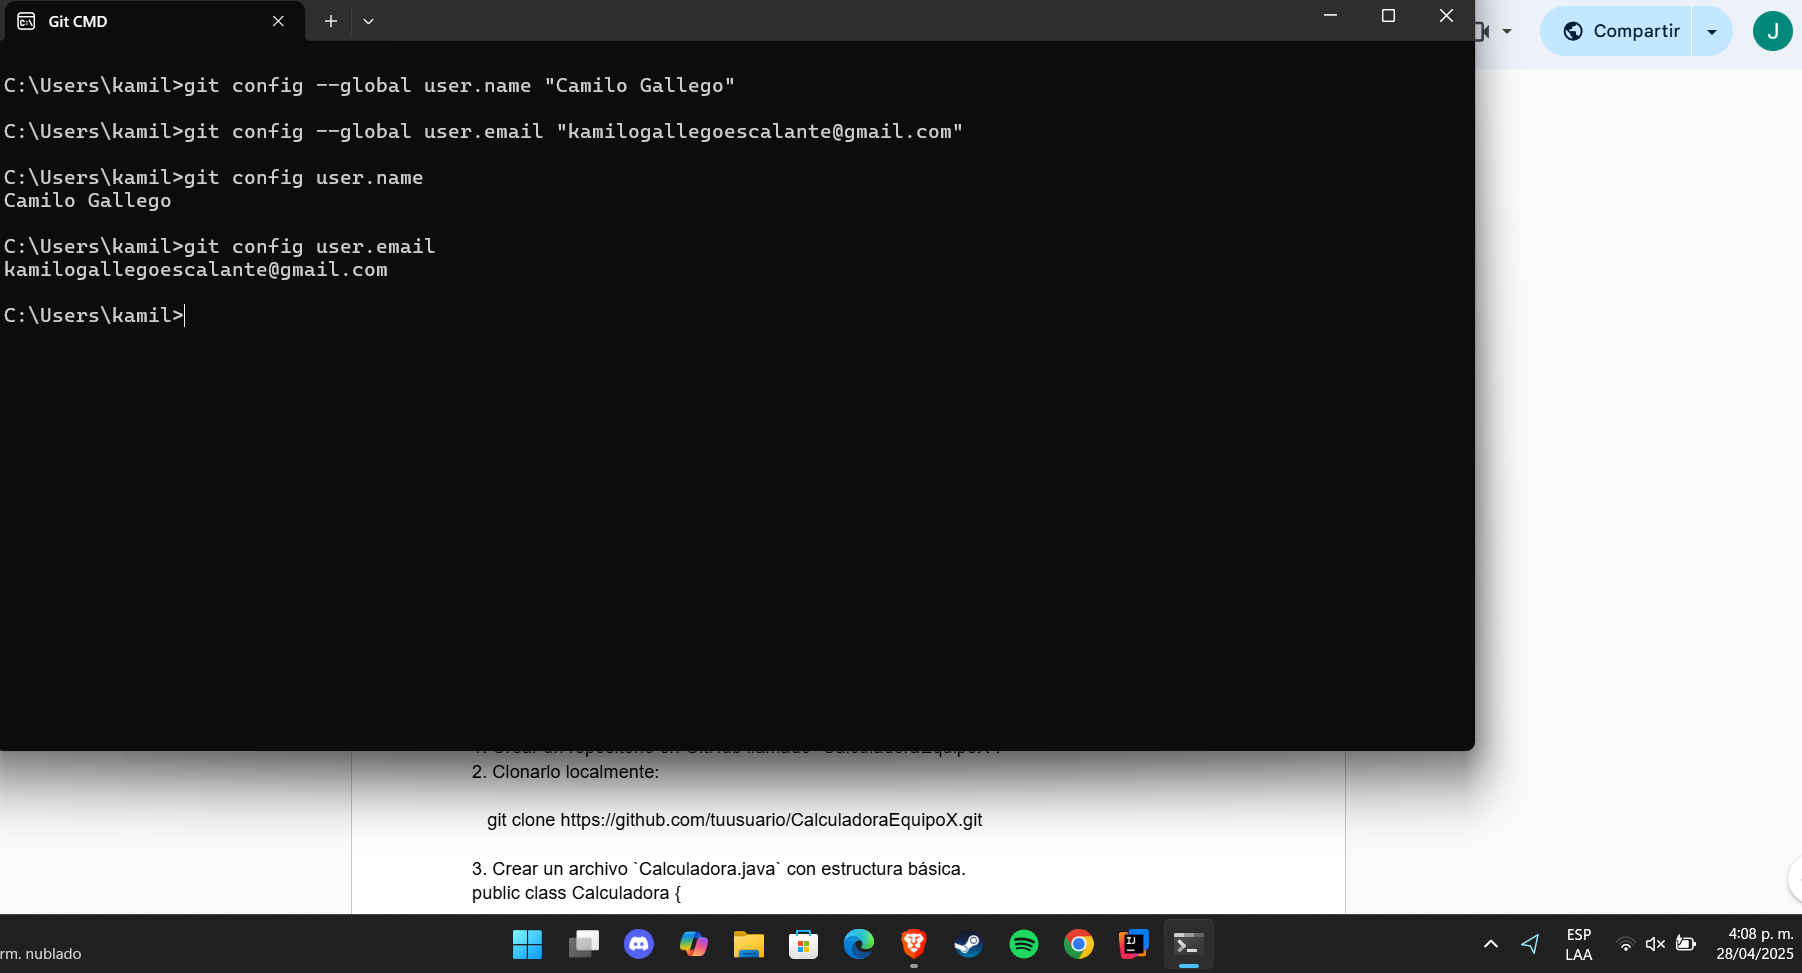 Git CMD
Compartir
J
C:\Users\kamil>git config --global user.name "Camilo Gallego"
C:\Users\kamil>git config --global user.email "kamilogallegoescalante@gmail.com"
C:\Users\kamil>git config user.name
Camilo Gallego
C:\Users\kamil>git config user.email
kamilogallegoescalante@gmail.com
C:\Users\kamil>
2. Clonarlo localmente:
git clone https://github.com/tuusuario/CalculadoraEquipoX.git
3. Crear un archivo `Calculadora.java` con estructura básica.
public class Calculadora {
rm. nublado
ESP
LAA
4:08 p. m.
28/04/2025